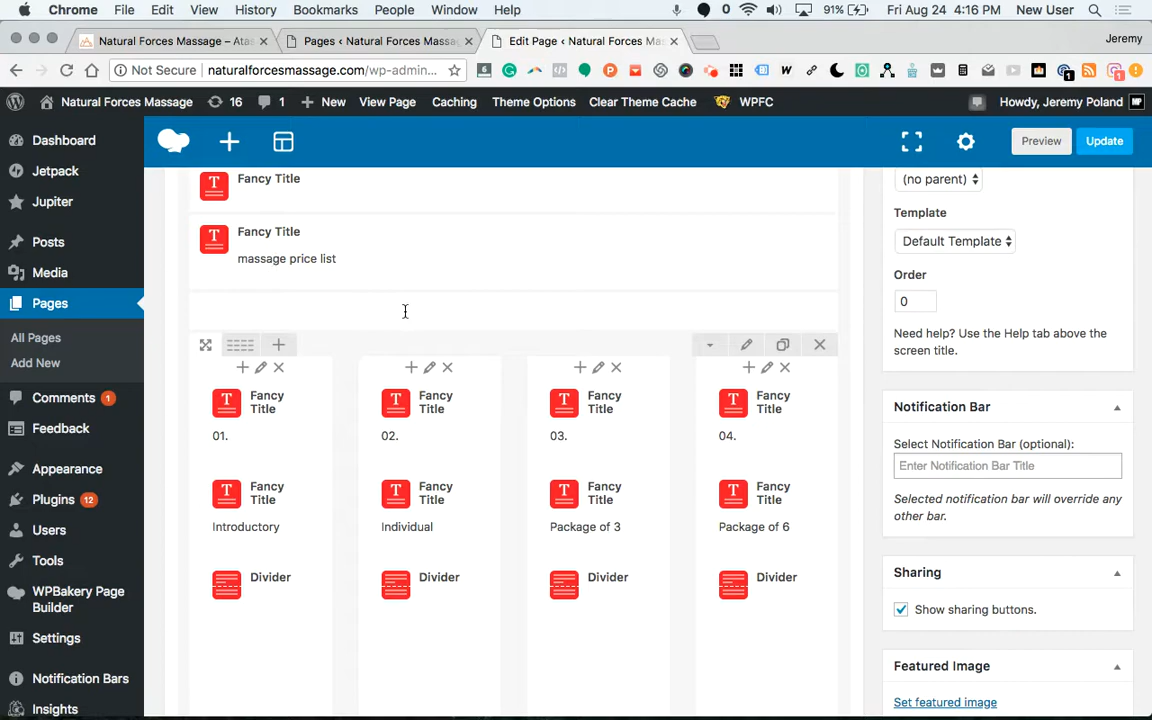 Chrome File Edit View History Bookmarks People Window Help 0 91% Fri Aug 24 4:16 PM New User
Natural Forces Massage – Atas
Pages < Natural Forces Massa
Edit Page < Natural Forces Mas
Jeremy
Not Secure naturalforcesmassage.com/wp-admin...
Natural Forces Massage 16 1 New View Page Caching Theme Options Clear Theme Cache WPFC Howdy, Jeremy Poland
Dashboard
Jetpack
Jupiter
Posts
Media
Pages
All Pages
Add New
Comments 1
Feedback
Appearance
Plugins 12
Users
Tools
WPBakery Page
Builder
Settings
Notification Bars
Insights
Preview Update
Fancy Title
Fancy Title
massage price list
Fancy
Title
01.
Fancy
Title
Introductory
Divider
Fancy
Title
02.
Fancy
Title
Individual
Divider
Fancy
Title
03.
Fancy
Title
Package of 3
Divider
Fancy
Title
04.
Fancy
Title
Package of 6
Divider
(no parent)
Template
Default Template
Order
0
Need help? Use the Help tab above the
screen title.
Notification Bar
Select Notification Bar (optional):
Enter Notification Bar Title
Selected notification bar will override any
other bar.
Sharing
Show sharing buttons.
Featured Image
Set featured image